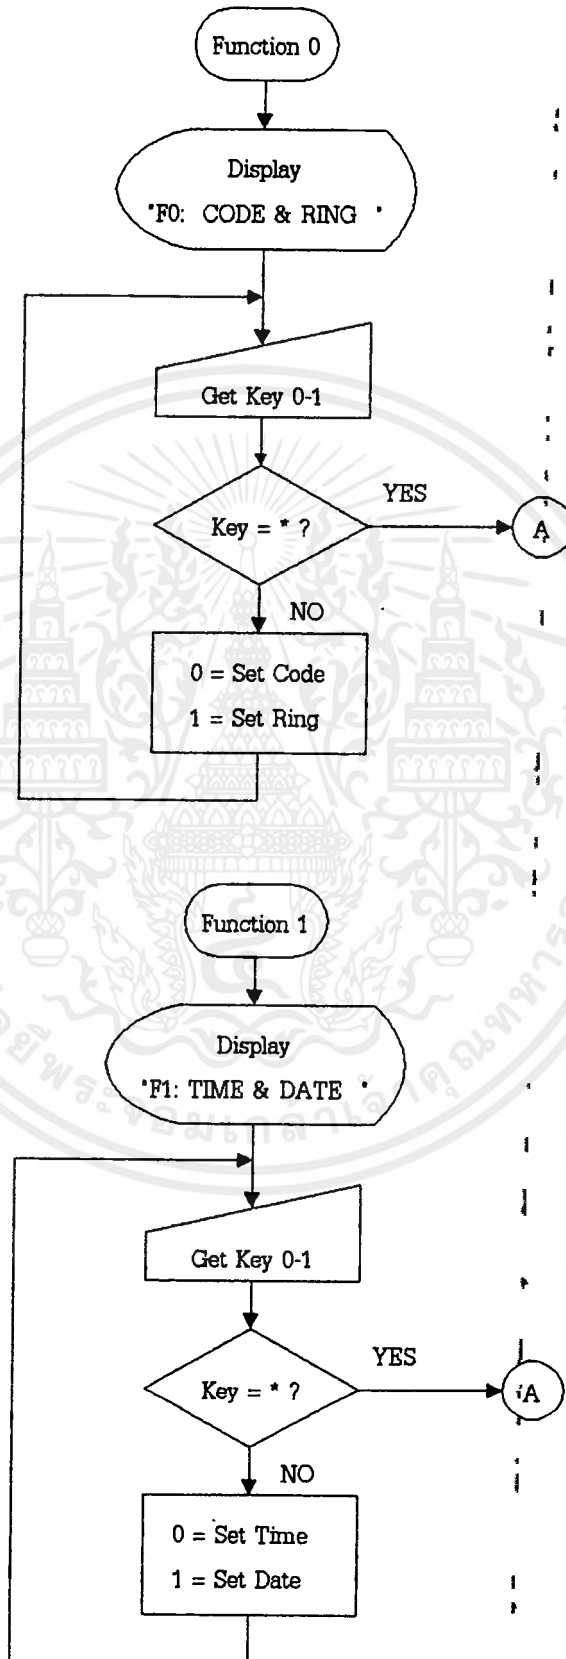 Function 0
Display
"F0: CODE & RING "
Get Key 0-1
Key = * ?
YES
A
NO
0 = Set Code
1 = Set Ring
Function 1
Display
"F1: TIME & DATE "
Get Key 0-1
Key = * ?
YES
A
NO
0 = Set Time
1 = Set Date